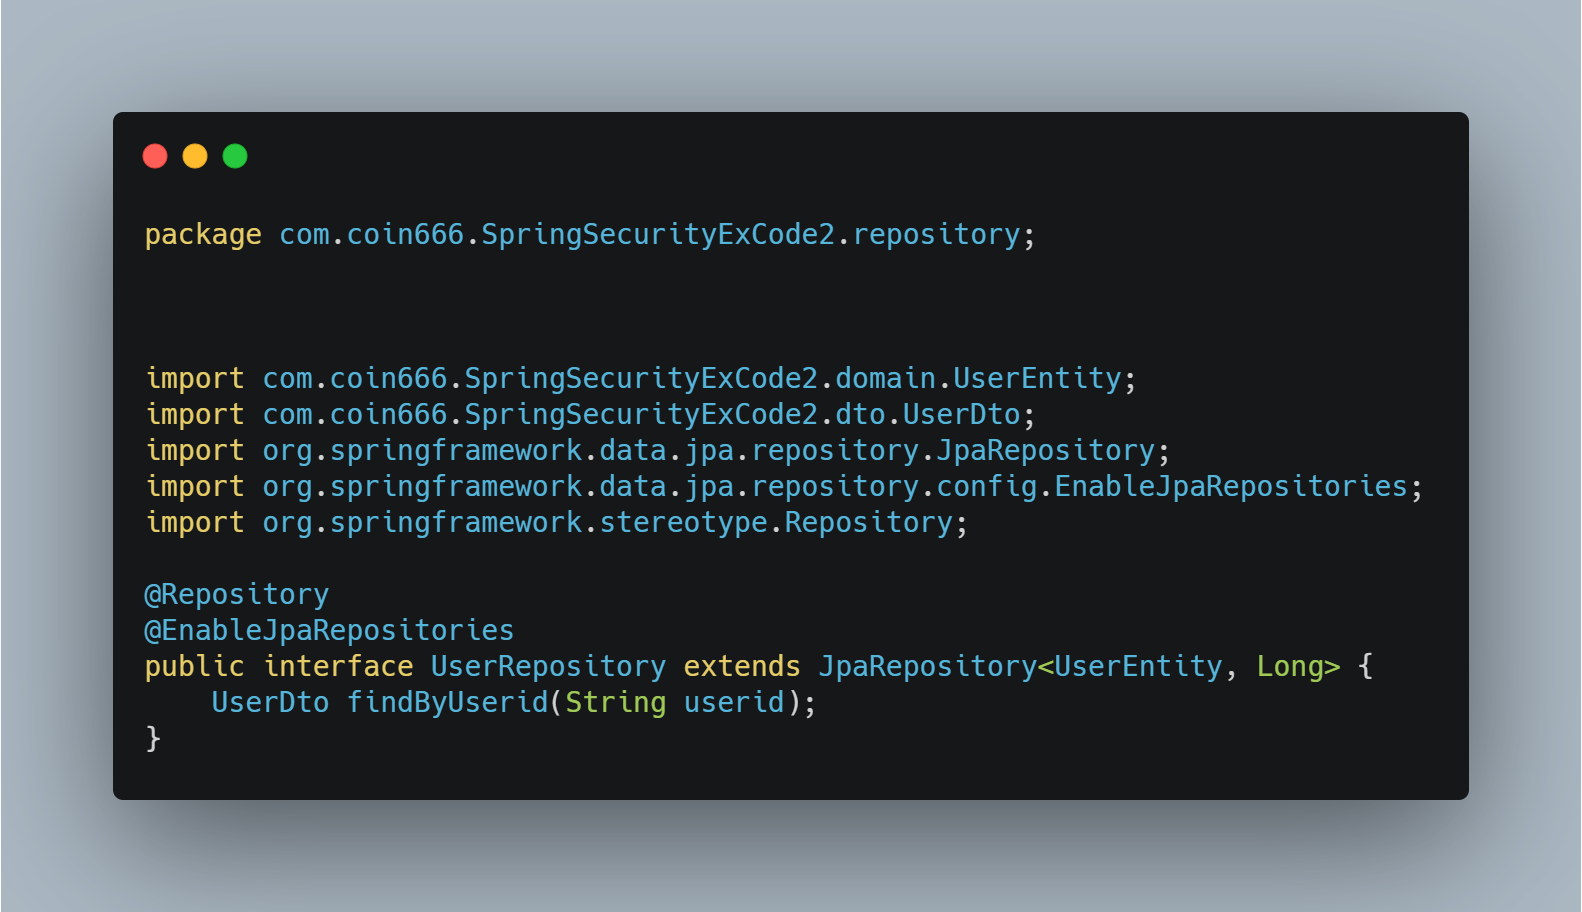 package com.coin666.SpringSecurityExCode2.repository;
import com.coin666.SpringSecurityExCode2.domain.UserEntity;
import com.coin666.SpringSecurityExCode2.dto.UserDto;
import org.springframework.data.jpa.repository.JpaRepository;
import org.springframework.data.jpa.repository.config.EnableJpaRepositories;
import org.springframework.stereotype.Repository;
@Repository
@EnableJpaRepositories
public interface UserRepository extends JpaRepository<UserEntity, Long> {
    UserDto findByUserid(String userid);
}